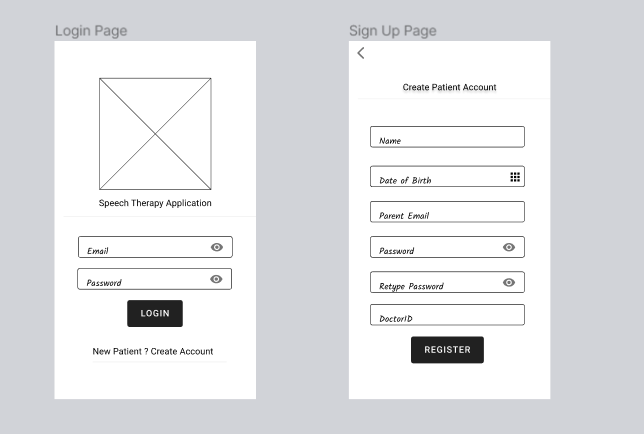 Login Page
Speech Therapy Application
Email
Password
LOGIN
New Patient ? Create Account
Sign Up Page
Create Patient Account
Name
Date of Birth
Parent Email
Password
Retype Password
DoctorID
REGISTER